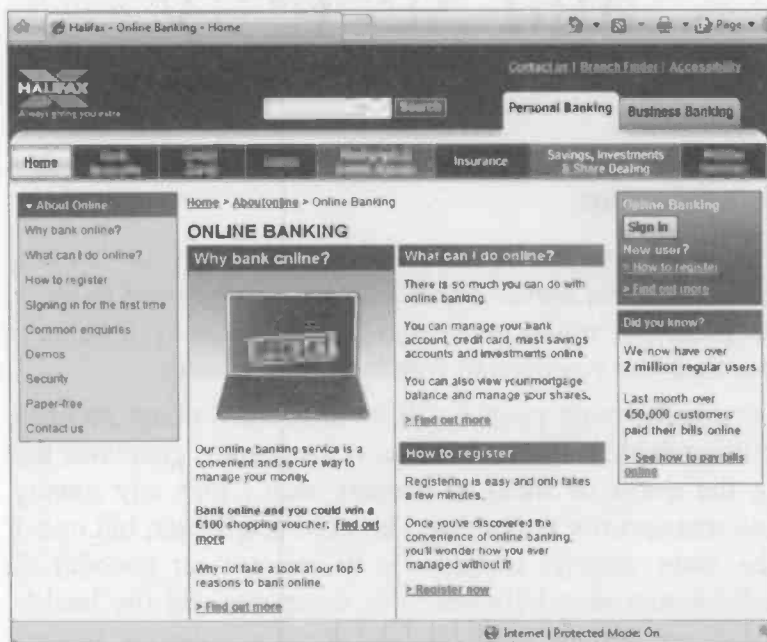 Halifax - Online Banking - Home
Page
Contact us | Branch Finder | Accessibility
HALIFAX
Always giving you extra
Search
Personal Banking
Business Banking
Home
Insurance
Savings, Investments
& Share Dealing
About Online
Why bank online?
What can I do online?
How to register
Signing in for the first time
Common enquiries
Demos
Security
Paper-free
Contact us
Home > Aboutonline > Online Banking
ONLINE BANKING
Why bank online?
Our online banking service is a
convenient and secure way to
manage your money.
Bank online and you could win a
£100 shopping voucher. Find out
more
Why not take a look at our top 5
reasons to bank online.
> Find out more
What can I do online?
There is so much you can do with
online banking.
You can manage your bank
account, credit card, most savings
accounts and investments online
You can also view your mortgage
balance and manage your shares.
> Find out more
How to register
Registering is easy and only takes
a few minutes.
Once you've discovered the
convenience of online banking,
you'll wonder how you ever
managed without it!
> Register now
Online Banking
Sign in
New user?
> How to register
> Find out more
Did you know?
We now have over
2 million regular users
Last month over
450,000 customers
paid their bills online
> See how to pay bills
online
Internet | Protected Mode: On